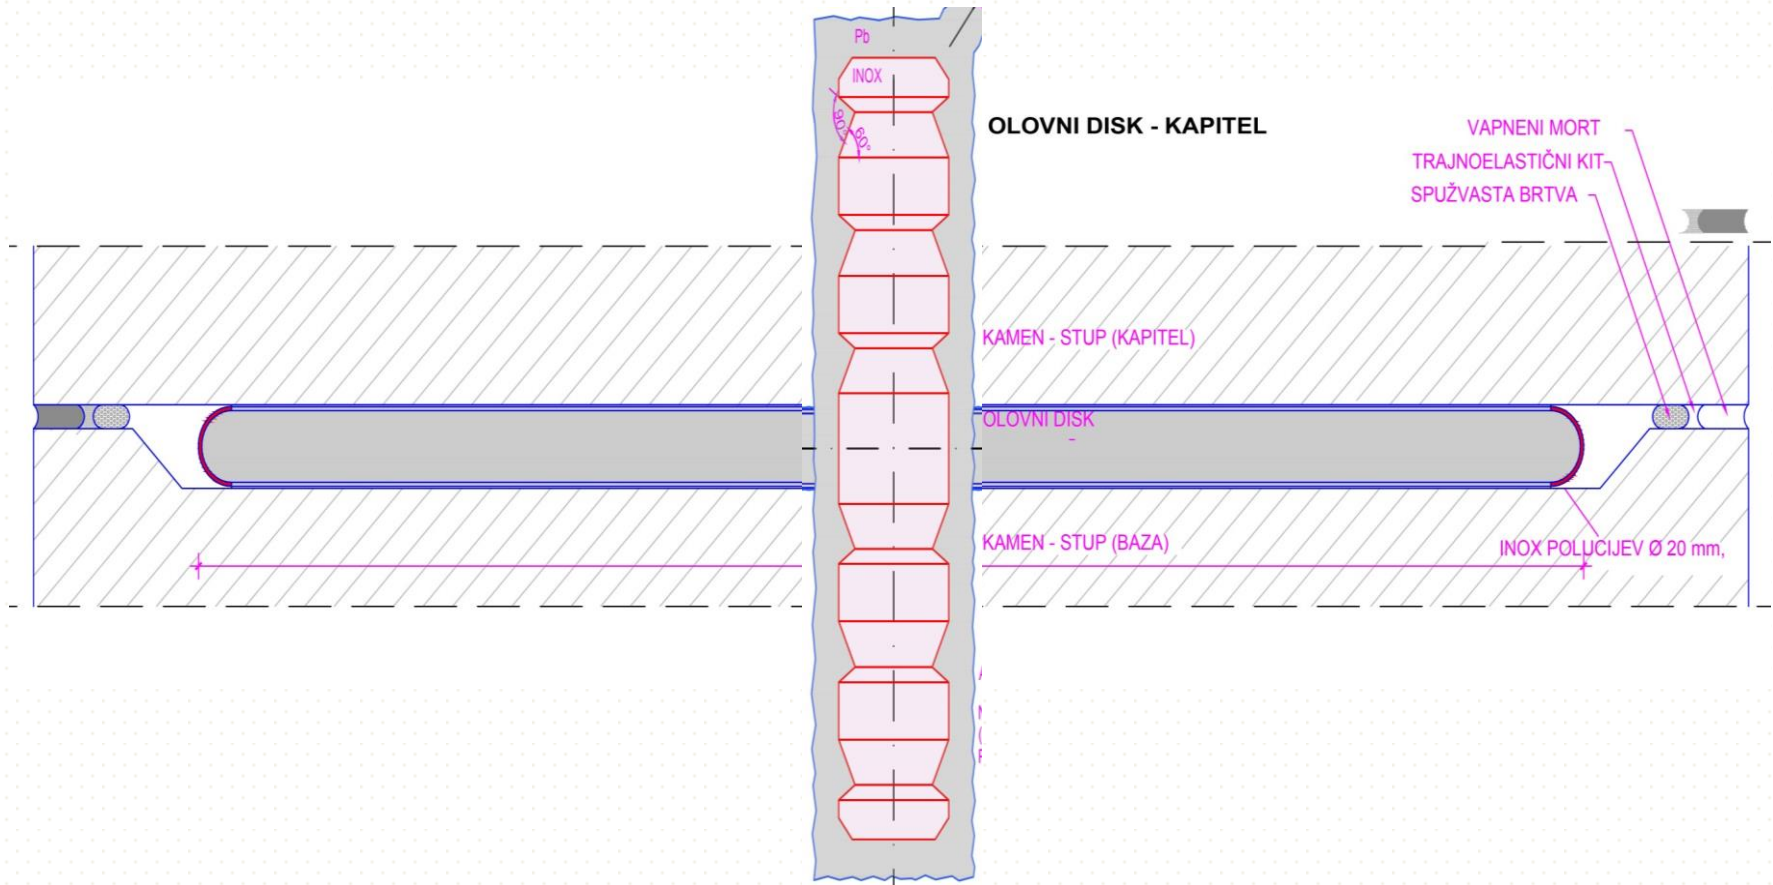 Pb
INOX
90°
60°
OLOVNI DISK - KAPITEL
VAPNENI MORT
TRAJNOELASTIČNI KIT
SPUŽVASTA BRTVA
KAMEN - STUP (KAPITEL)
OLOVNI DISK
KAMEN - STUP (BAZA)
INOX POLUCIJEV Ø 20 mm,